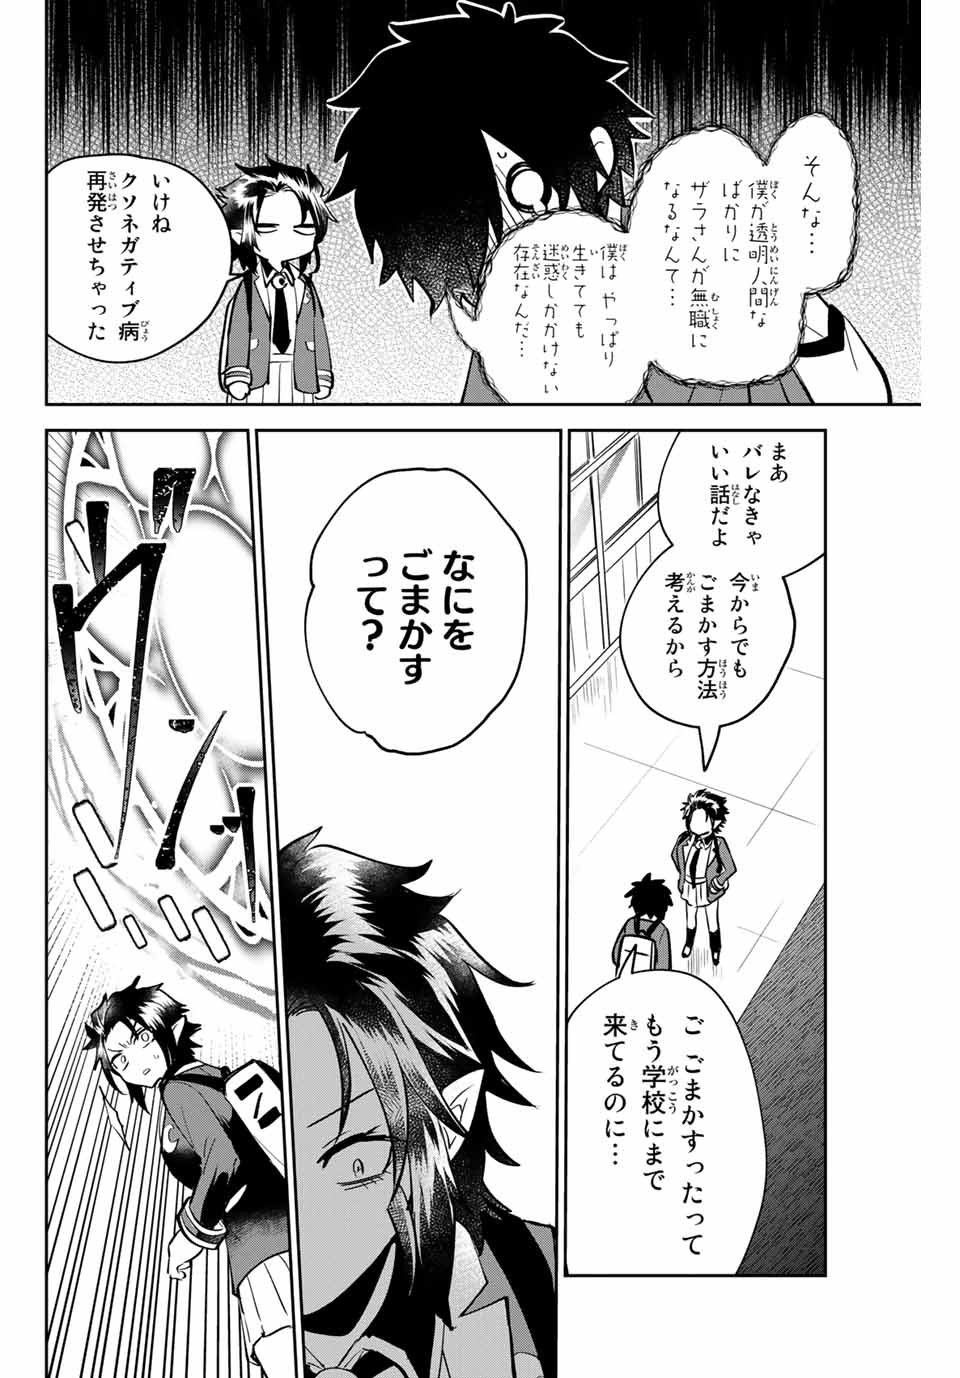 そんな…
僕が透明人間な
ばかりに
ザラさんが無職に
なるなんて…
僕は やっぱり
生きてても
迷惑しかかけない
存在なんだ…
いけね
クソネガティブ病
再発させちゃった
まあ
バレなきゃ
いい話だよ
今からでも
ごまかす方法
考えるから
ご ごまかすったって
もう学校にまで
来てるのに…
なにを
ごまかす
って?